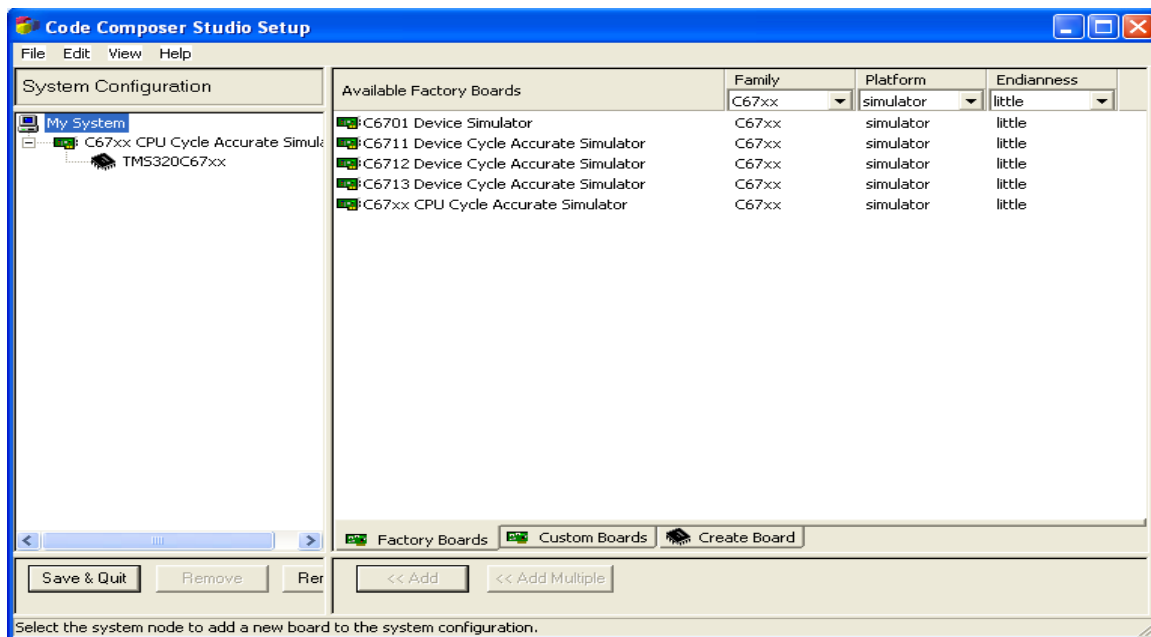 Code Composer Studio Setup
File Edit View Help
System Configuration
Available Factory Boards Family Platform Endianness
C67xx simulator little
My System
C67xx CPU Cycle Accurate Simula
TMS320C67xx
C6701 Device Simulator C67xx simulator little
C6711 Device Cycle Accurate Simulator C67xx simulator little
C6712 Device Cycle Accurate Simulator C67xx simulator little
C6713 Device Cycle Accurate Simulator C67xx simulator little
C67xx CPU Cycle Accurate Simulator C67xx simulator little
Factory Boards Custom Boards Create Board
Save & Quit Remove Rer << Add << Add Multiple
Select the system node to add a new board to the system configuration.